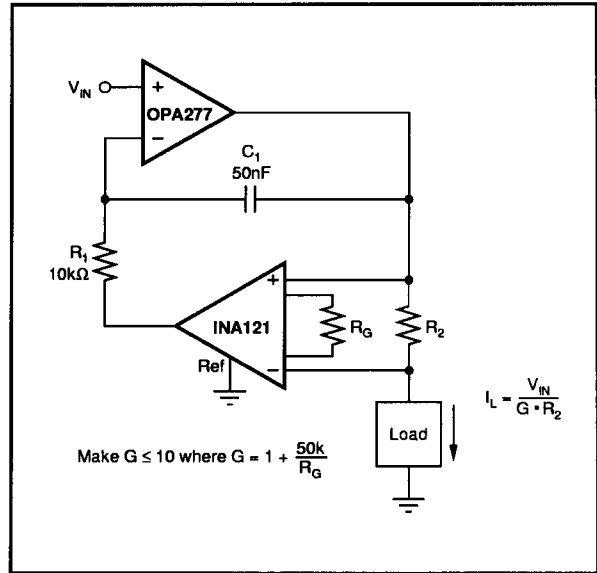 V_IN
+
OPA277
−
C_1
50nF
R_1
10kΩ
+
INA121
R_G
R_2
Ref
−
I_L = V_IN / G • R_2
Load
Make G ≤ 10 where G = 1 + 50k / R_G